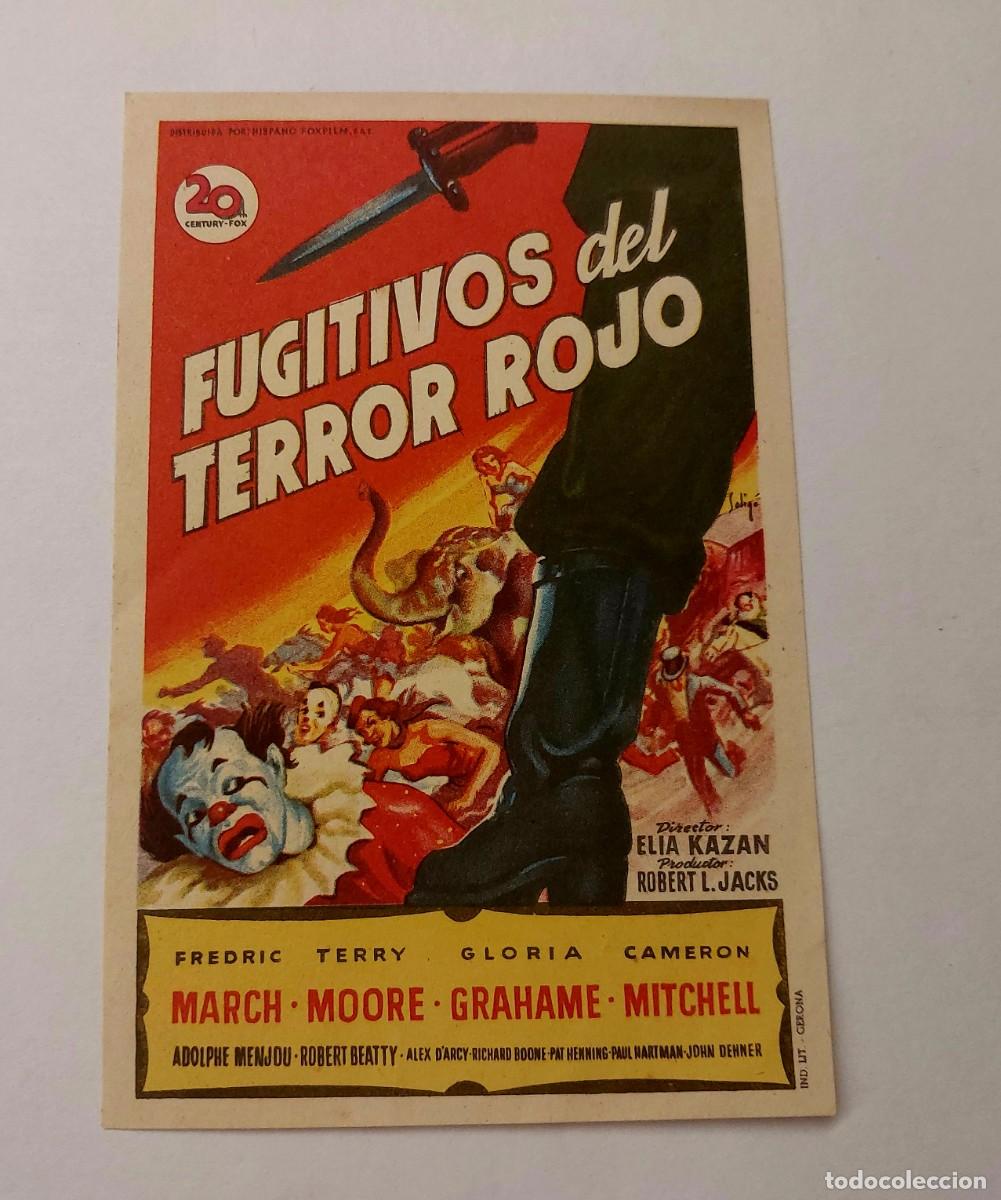 DISTRIBUIDA POR: HISPANO FOXFILM, S.A.E.
20th
CENTURY-FOX
FUGITIVOS del
TERROR ROJO
Soligó
Director:
ELIA KAZAN
Productor:
ROBERT L. JACKS
FREDRIC TERRY GLORIA CAMERON
MARCH · MOORE · GRAHAME · MITCHELL
ADOLPHE MENJOU · ROBERT BEATTY · ALEX D'ARCY · RICHARD BOONE · PAT HENNING · PAUL HARTMAN · JOHN DEHNER
IND. LIT. - GERONA
todocoleccion